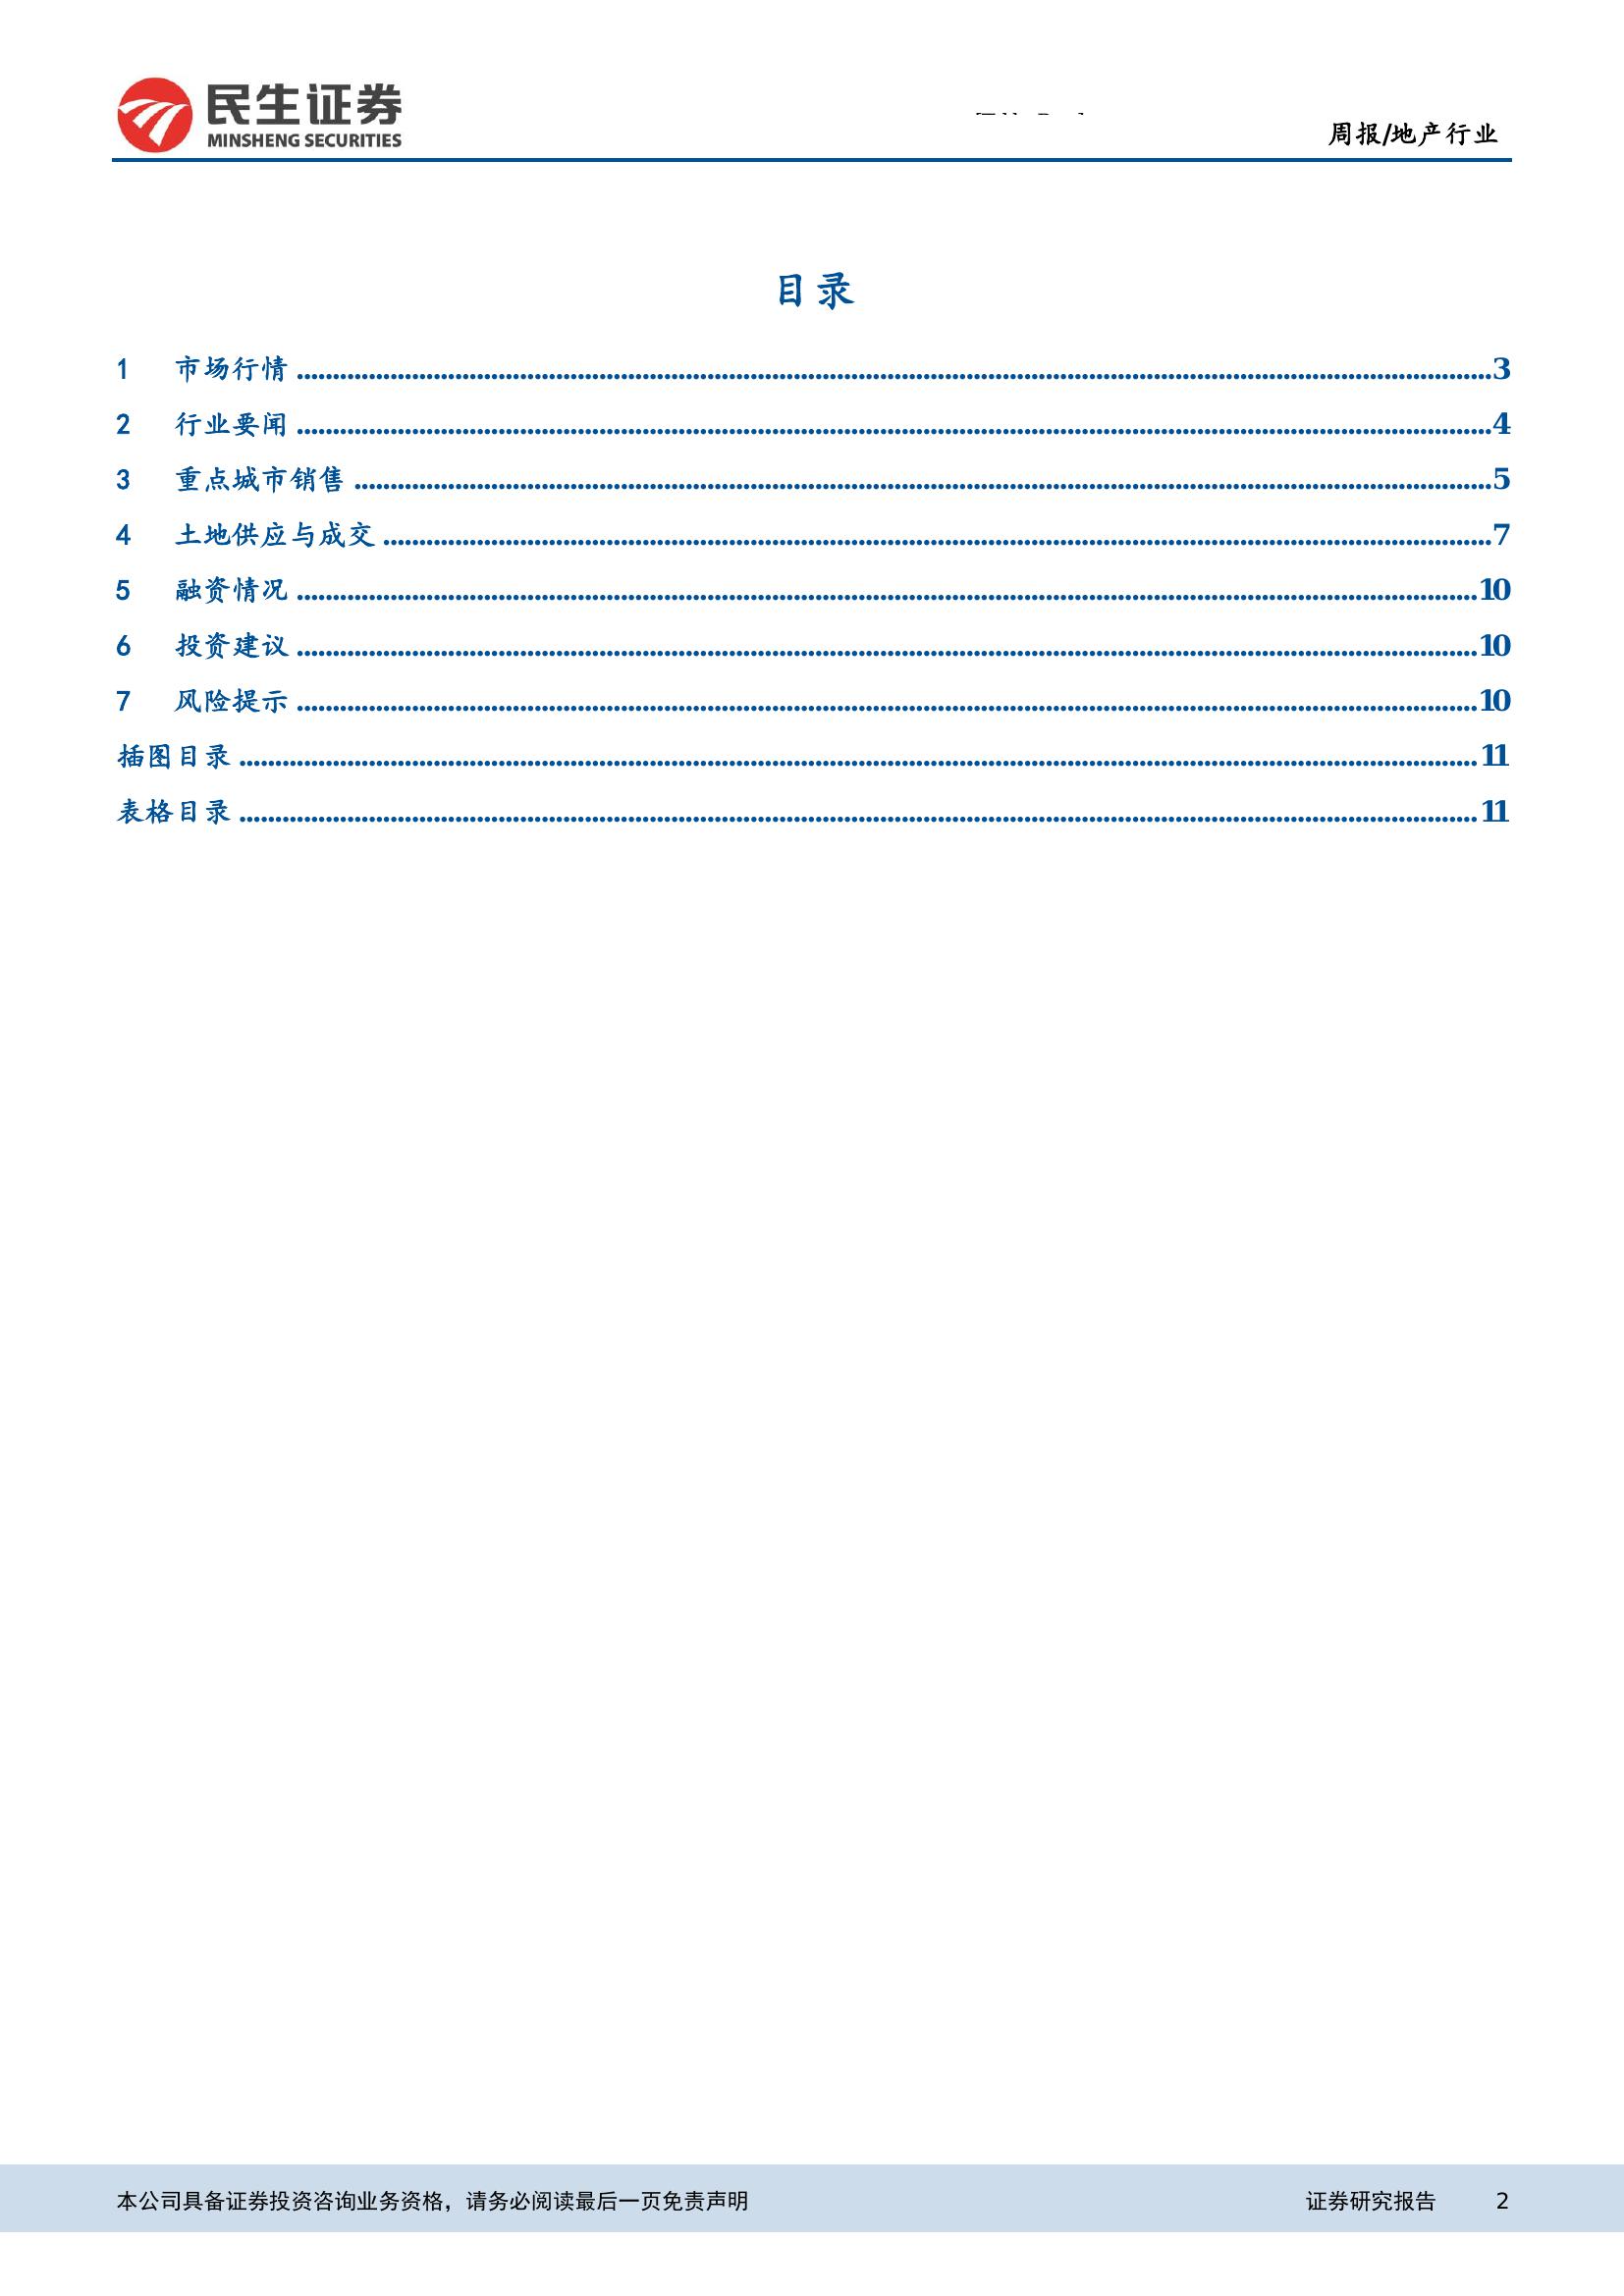 民生证券
MINSHENG SECURITIES
周报/地产行业
目录
1 市场行情 3
2 行业要闻 4
3 重点城市销售 5
4 土地供应与成交 7
5 融资情况 10
6 投资建议 10
7 风险提示 10
插图目录 11
表格目录 11
本公司具备证券投资咨询业务资格，请务必阅读最后一页免责声明 证券研究报告 2